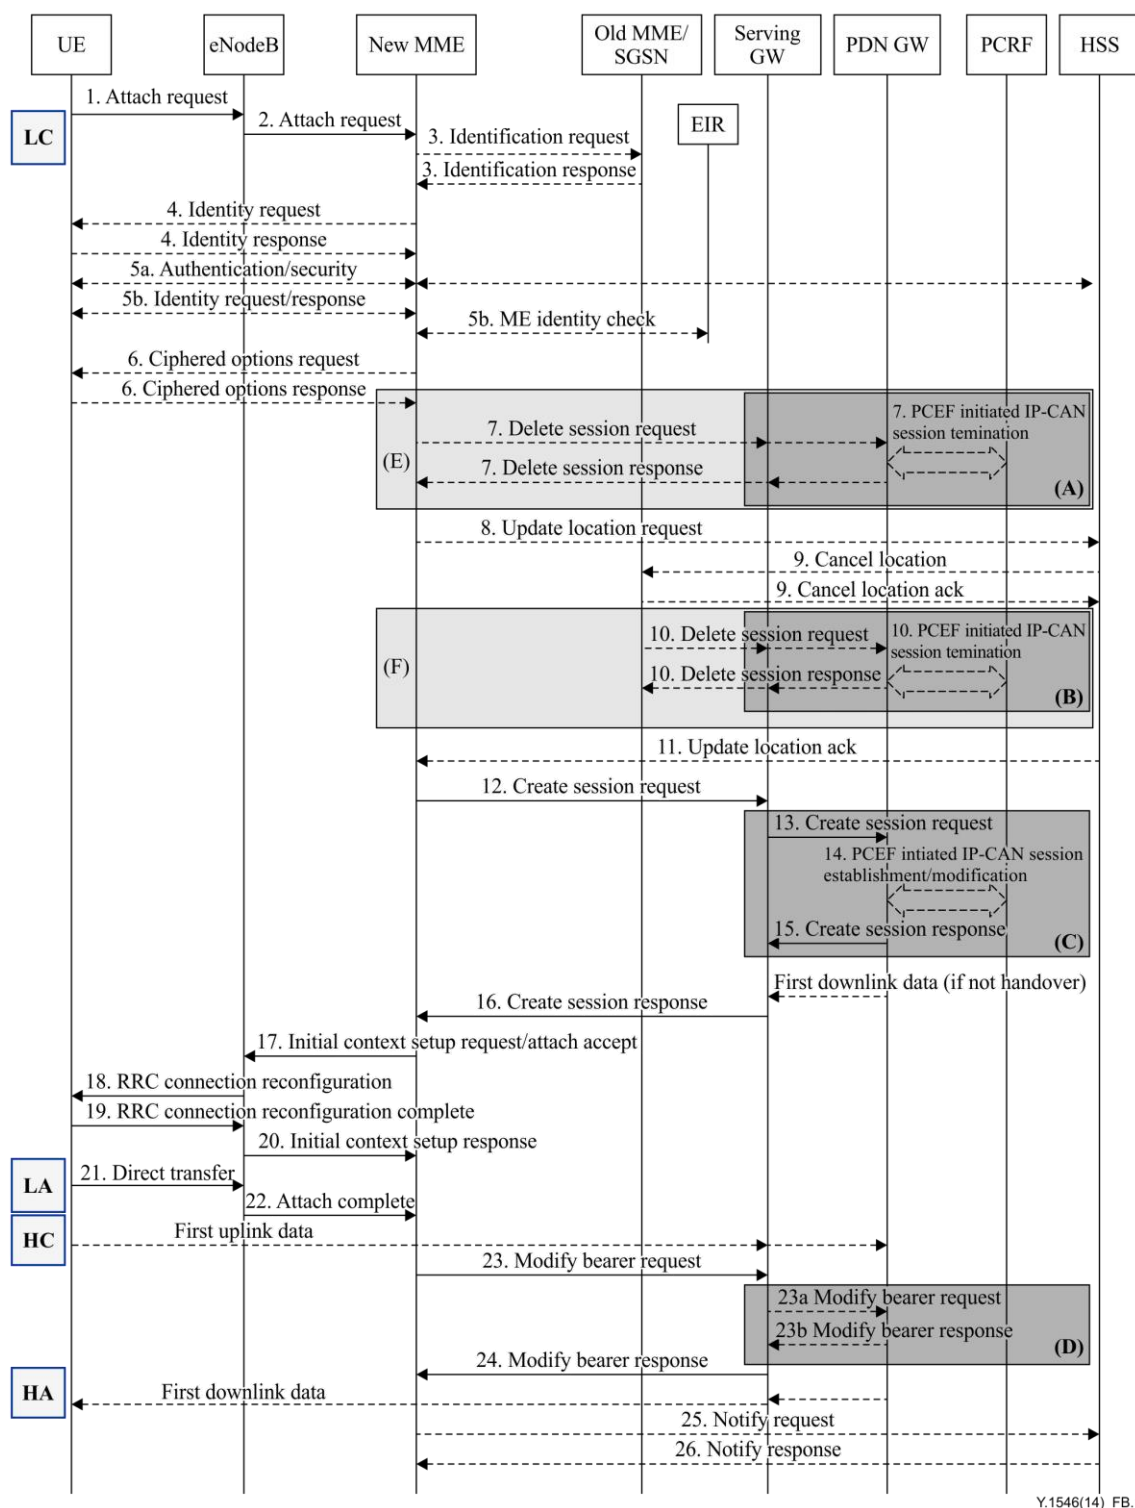 UE
eNodeB
New MME
Old MME/
SGSN
Serving
GW
PDN GW
PCRF
HSS
1. Attach request
LC
2. Attach request
EIR
3. Identification request
3. Identification response
4. Identity request
4. Identity response
5a. Authentication/security
5b. Identity request/response
5b. ME identity check
6. Ciphered options request
6. Ciphered options response
(E)
7. Delete session request
7. PCEF initiated IP-CAN
session temination
7. Delete session response
(A)
8. Update location request
9. Cancel location
9. Cancel location ack
(F)
10. Delete session request
10. PCEF initiated IP-CAN
session temination
10. Delete session response
(B)
11. Update location ack
12. Create session request
13. Create session request
14. PCEF intiated IP-CAN session
establishment/modification
15. Create session response
(C)
First downlink data (if not handover)
16. Create session response
17. Initial context setup request/attach accept
18. RRC connection reconfiguration
19. RRC connection reconfiguration complete
20. Initial context setup response
LA
21. Direct transfer
22. Attach complete
HC
First uplink data
23. Modify bearer request
23a Modify bearer request
23b Modify bearer response
(D)
24. Modify bearer response
HA
First downlink data
25. Notify request
26. Notify response
Y.1546(14)_FB.